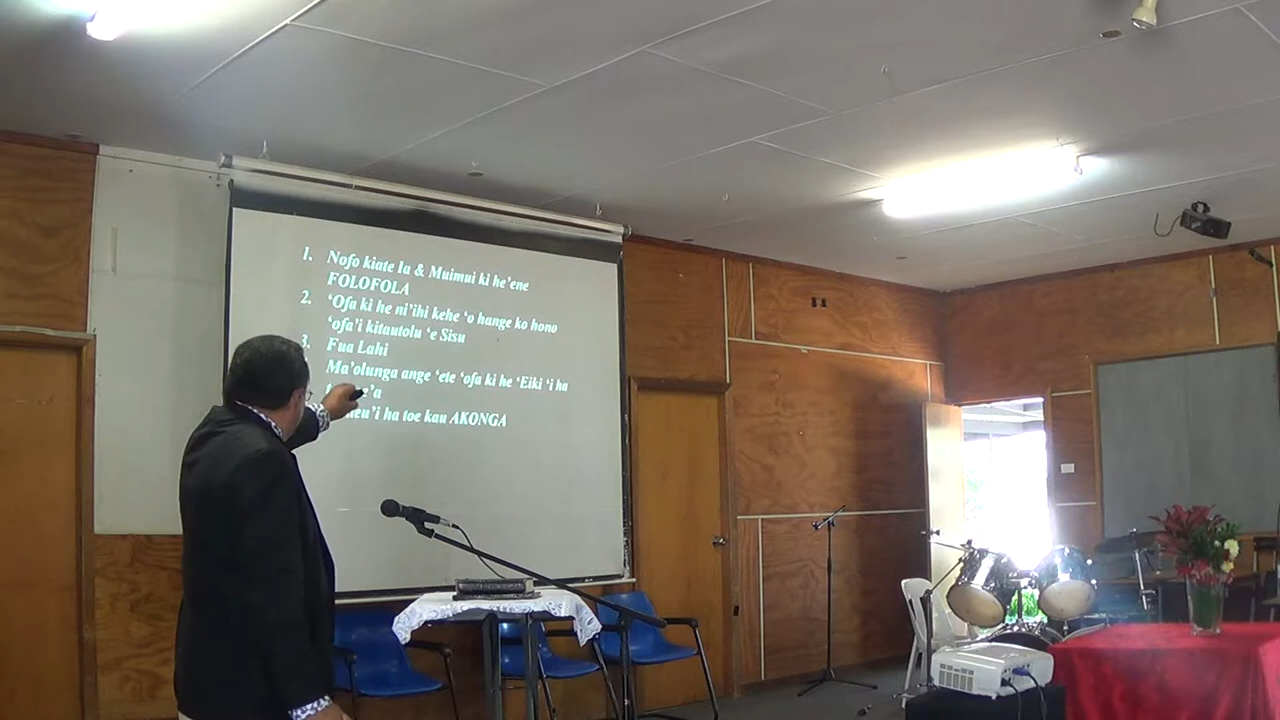 1. Nofo kiate Ia & Muimui ki he'ene
FOLOFOLA
2. 'Ofa ki he ni'ihi kehe 'o hange ko hono
'ofa'i kitautolu 'e Sisu
3. Fua Lahi
Ma'olunga ange 'ete 'ofa ki he 'Eiki 'i ha
'i ha toe kau AKONGA